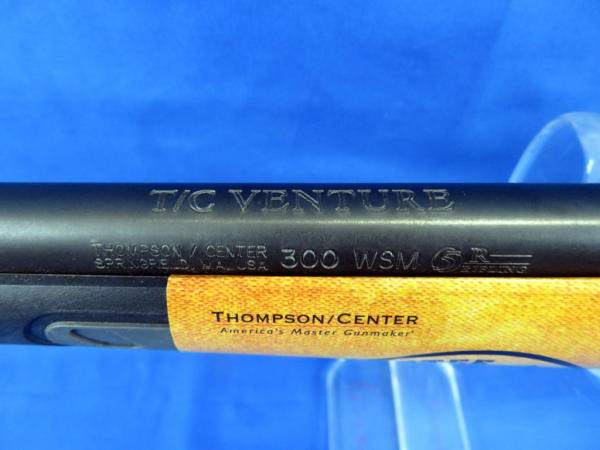 T/C VENTURE
THOMPSON / CENTER
SPRINGFIELD, MA. USA
300 WSM 5R RIFLING
THOMPSON/CENTER
America's Master Gunmaker